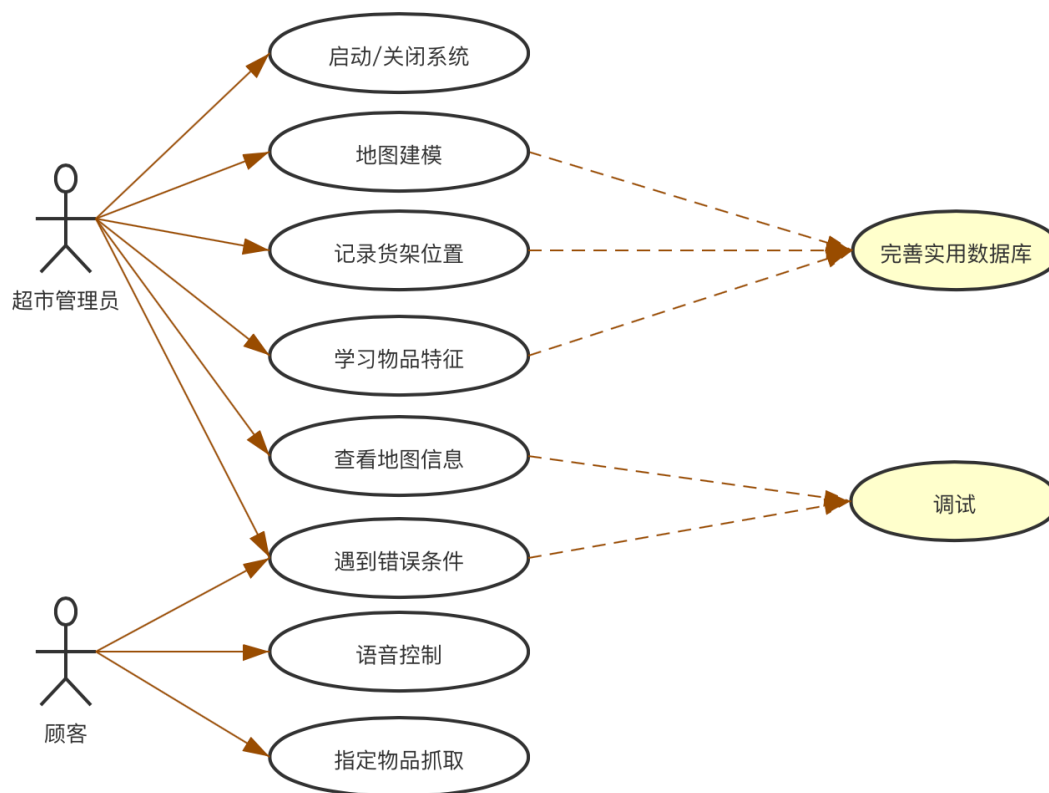 启动/关闭系统
地图建模
记录货架位置
完善实用数据库
超市管理员
学习物品特征
查看地图信息
调试
遇到错误条件
语音控制
顾客
指定物品抓取